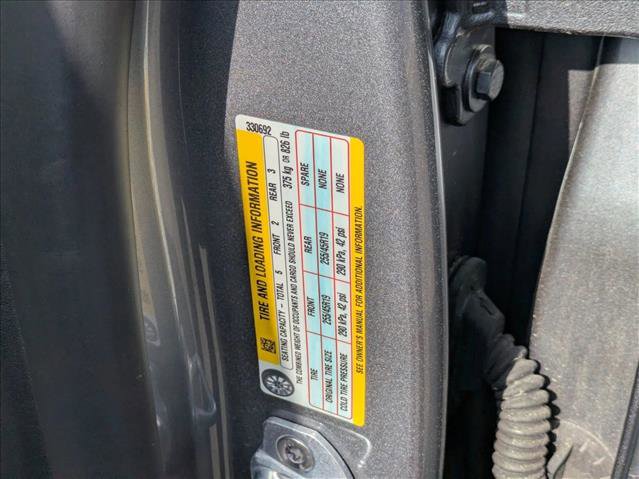 330692
TIRE AND LOADING INFORMATION
SEATING CAPACITY – TOTAL 5 FRONT 2 REAR 3
THE COMBINED WEIGHT OF OCCUPANTS AND CARGO SHOULD NEVER EXCEED 375 kg OR 826 lb
TIRE FRONT REAR SPARE
ORIGINAL TIRE SIZE 255/45R19 255/45R19 NONE
COLD TIRE PRESSURE 290 kPa, 42 psi 290 kPa, 42 psi NONE
SEE OWNER'S MANUAL FOR ADDITIONAL INFORMATION.